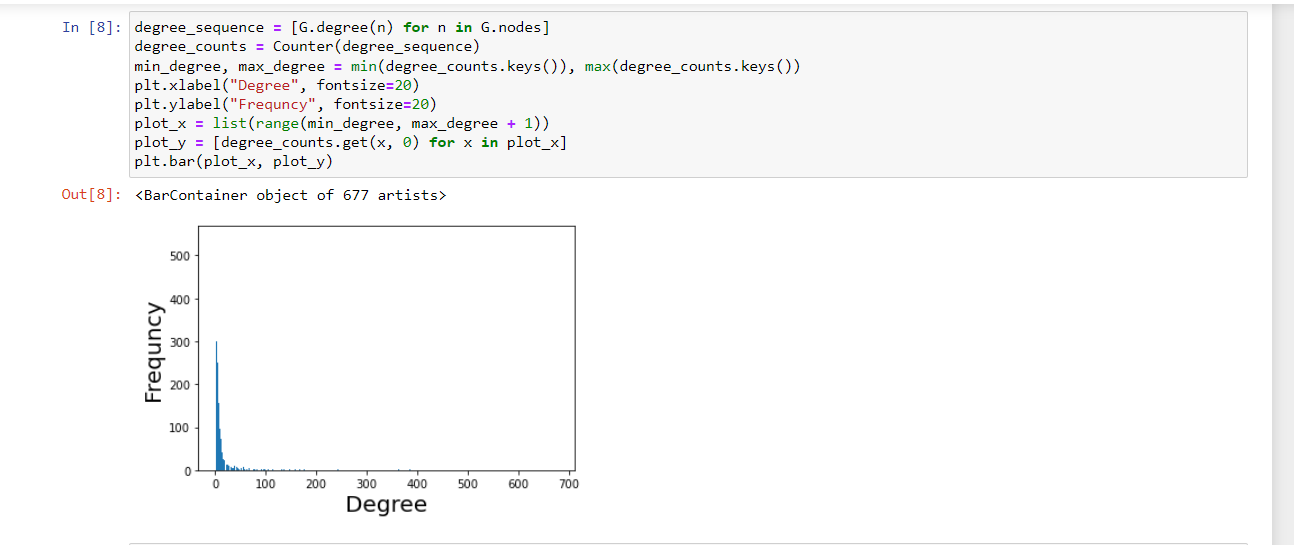 In [8]: degree_sequence = [G.degree(n) for n in G.nodes]
degree_counts = Counter(degree_sequence)
min_degree, max_degree = min(degree_counts.keys()), max(degree_counts.keys())
plt.xlabel("Degree", fontsize=20)
plt.ylabel("Frequncy", fontsize=20)
plot_x = list(range(min_degree, max_degree + 1))
plot_y = [degree_counts.get(x, 0) for x in plot_x]
plt.bar(plot_x, plot_y)
Out[8]: <BarContainer object of 677 artists>
500
400
300
200
100
0
Frequncy
0 100 200 300 400 500 600 700
Degree